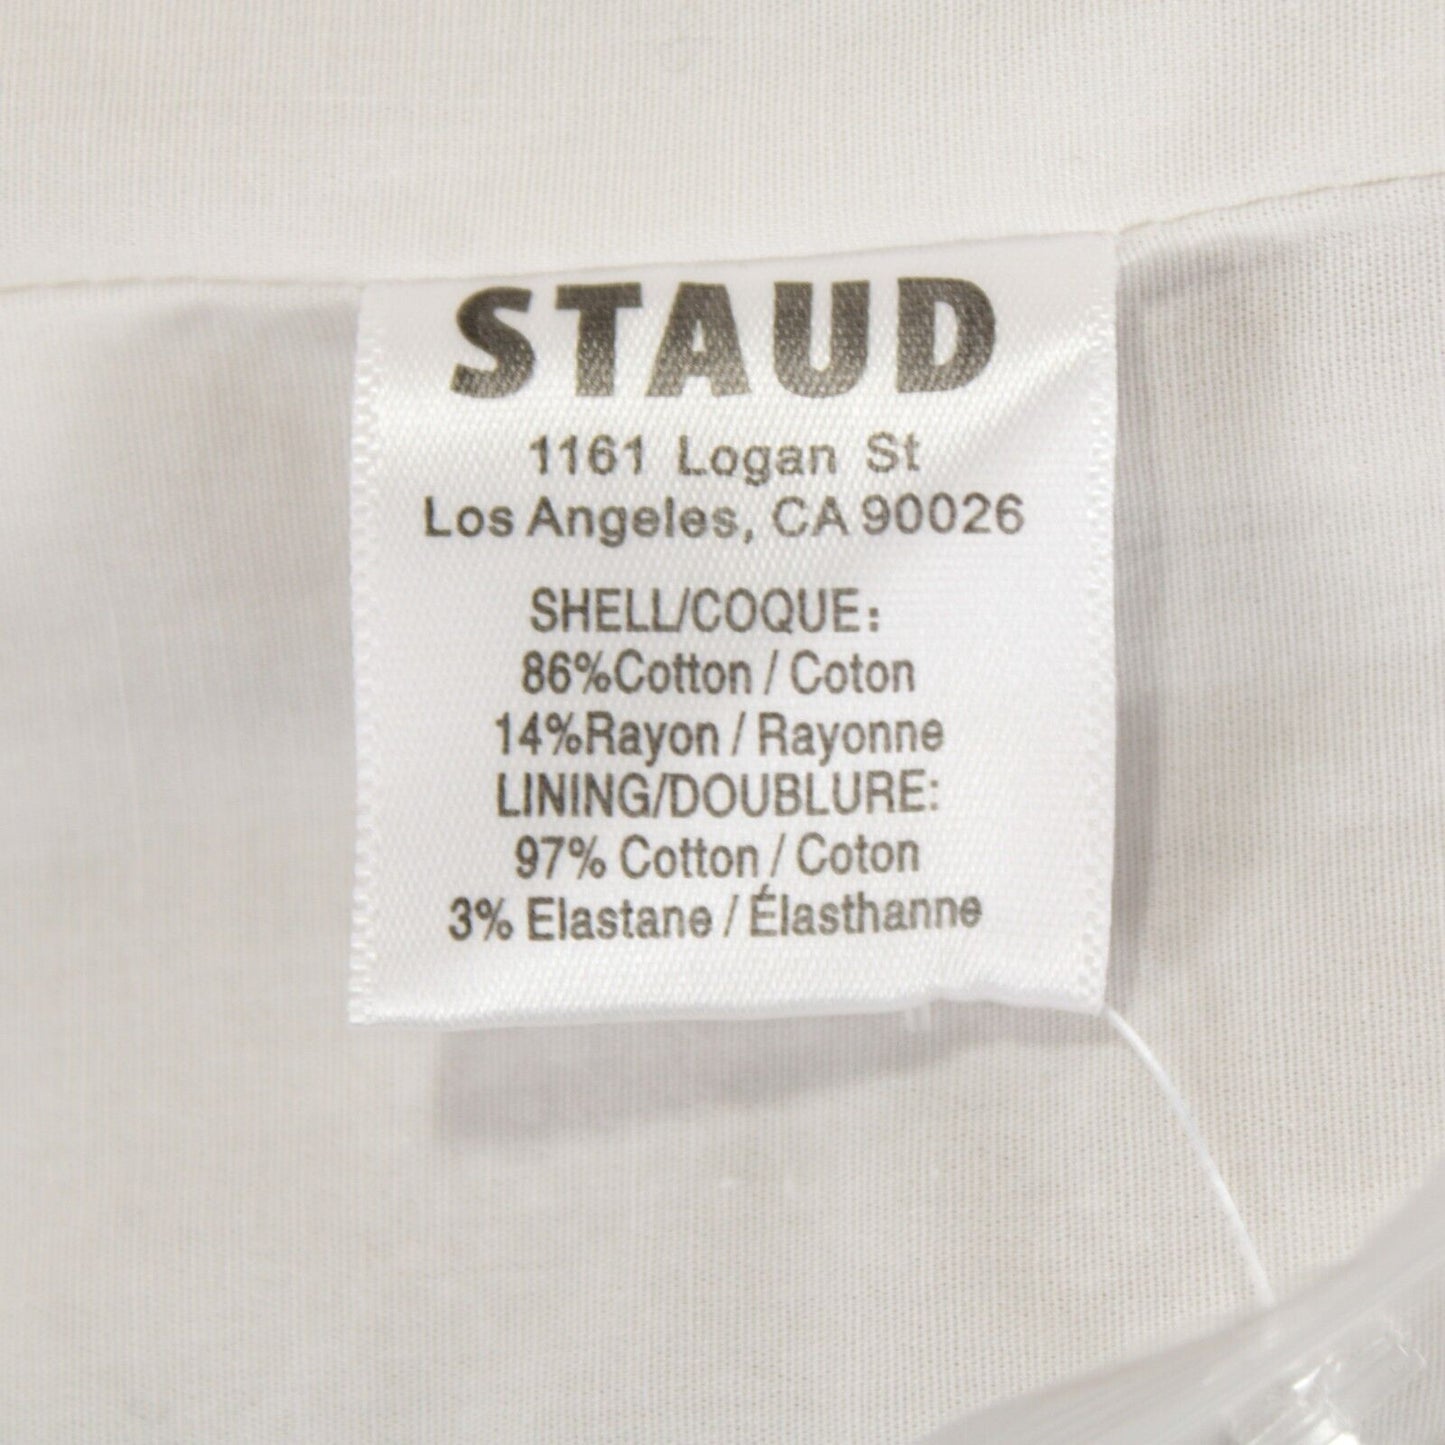 STAUD
1161 Logan St
Los Angeles, CA 90026
SHELL/COQUE:
86%Cotton / Coton
14%Rayon / Rayonne
LINING/DOUBLURE:
97% Cotton / Coton
3% Elastane / Élasthanne